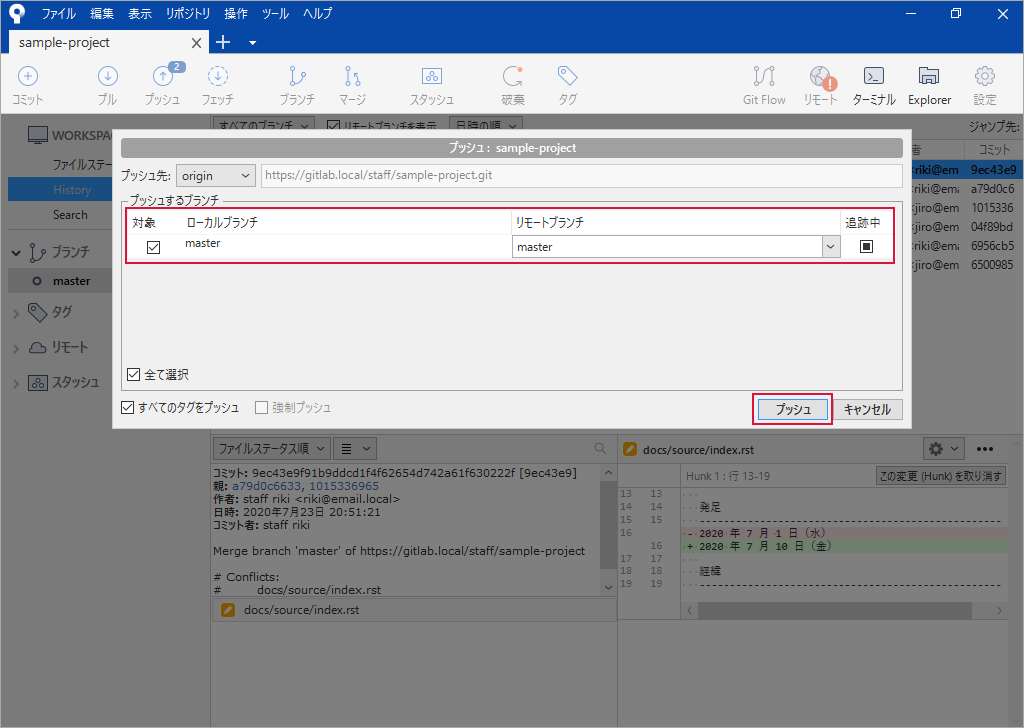 ファイル 編集 表示 リポジトリ 操作 ツール ヘルプ
sample-project
2
コミット プル プッシュ フェッチ ブランチ マージ スタッシュ 破棄 タグ Git Flow リモート ターミナル Explorer 設定
すべてのブランチ リモートブランチを表示 日時の順 ジャンプ先:
WORKSPA
ファイルステー
History
Search
ブランチ
master
タグ
リモート
スタッシュ
者 コミット
<riki@em 9ec43e9
<riki@ema a79d0c6
<jiro@em 1015336
<jiro@em 04f89bd
<riki@ema 6956cb5
<jiro@em 6500985
プッシュ: sample-project
プッシュ先: origin https://gitlab.local/staff/sample-project.git
プッシュするブランチ
対象 ローカルブランチ リモートブランチ 追跡中
master master
全て選択
すべてのタグをプッシュ 強制プッシュ プッシュ キャンセル
ファイルステータス順
コミット: 9ec43e9f91b9ddcd1f4f62654d742a61f630222f [9ec43e9]
親: a79d0c6633, 1015336965
作者: staff riki <riki@email.local>
日時: 2020年7月23日 20:51:21
コミット者: staff riki
Merge branch 'master' of https://gitlab.local/staff/sample-project
# Conflicts:
# docs/source/index.rst
docs/source/index.rst
docs/source/index.rst
Hunk 1 : 行 13-19 この変更 (Hunk) を取り消す
13 13
14 14 発足
15 15 ------------------------------------------------
16 - 2020 年 7 月 1 日 (水)
16 + 2020 年 7 月 10 日 (金)
17 17
18 18 経緯
19 19 ------------------------------------------------